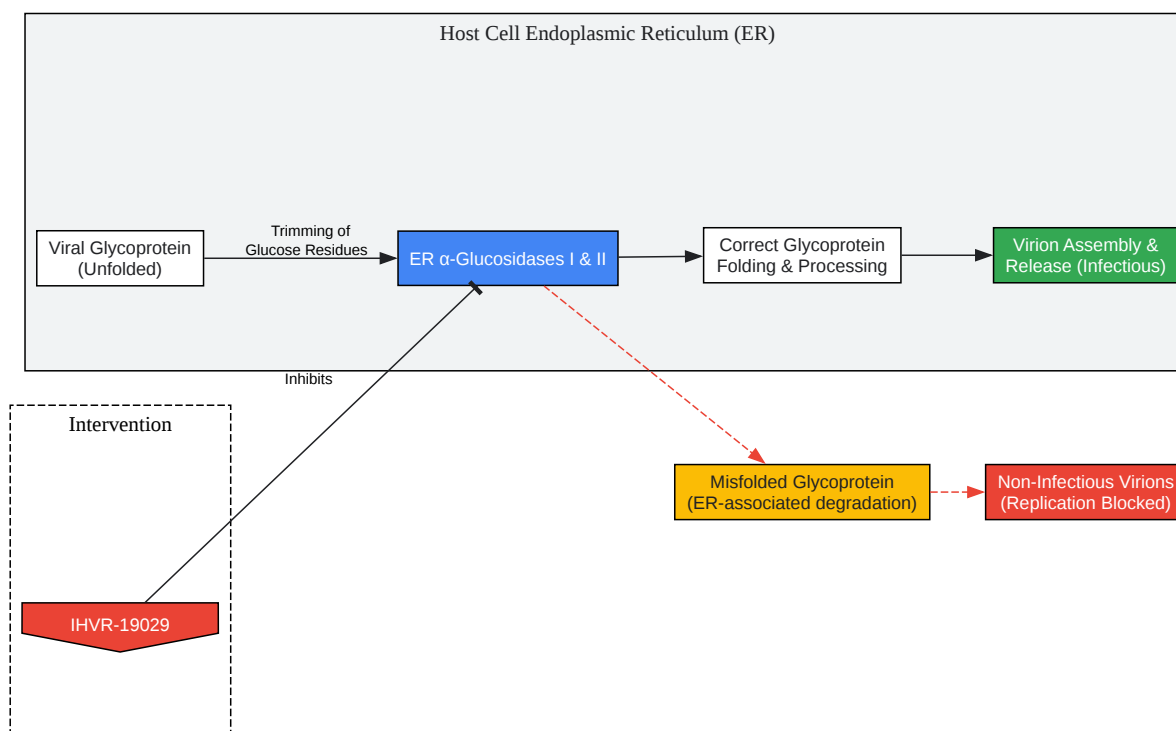 Host Cell Endoplasmic Reticulum (ER)
Viral Glycoprotein
(Unfolded)
Trimming of
Glucose Residues
ER α-Glucosidases I & II
Correct Glycoprotein
Folding & Processing
Virion Assembly &
Release (Infectious)
Inhibits
Intervention
Misfolded Glycoprotein
(ER-associated degradation)
Non-Infectious Virions
(Replication Blocked)
IHVR-19029